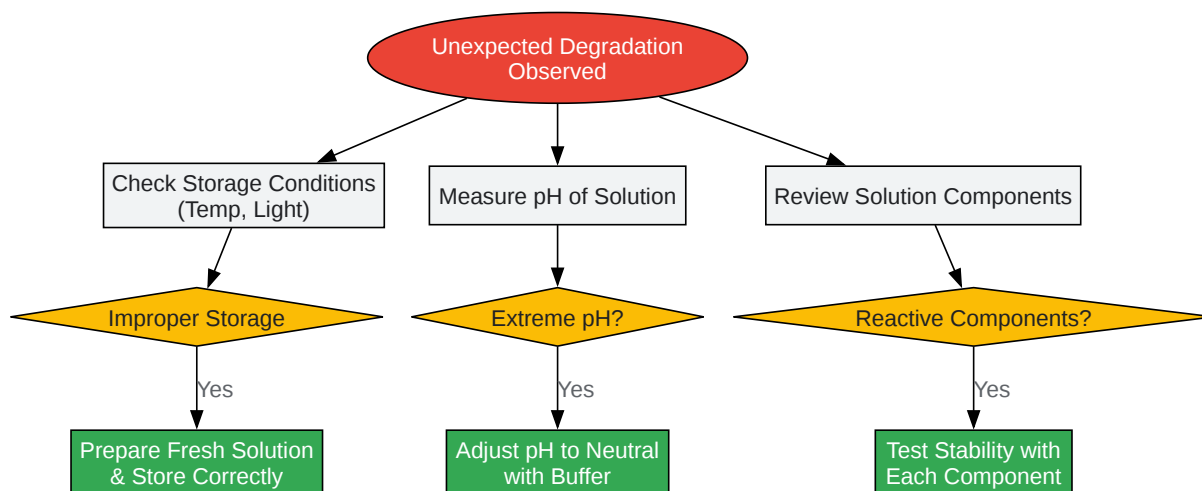 Unexpected Degradation
Observed
Check Storage Conditions
(Temp, Light)
Measure pH of Solution
Review Solution Components
Improper Storage
Extreme pH?
Reactive Components?
Yes
Yes
Yes
Prepare Fresh Solution
& Store Correctly
Adjust pH to Neutral
with Buffer
Test Stability with
Each Component